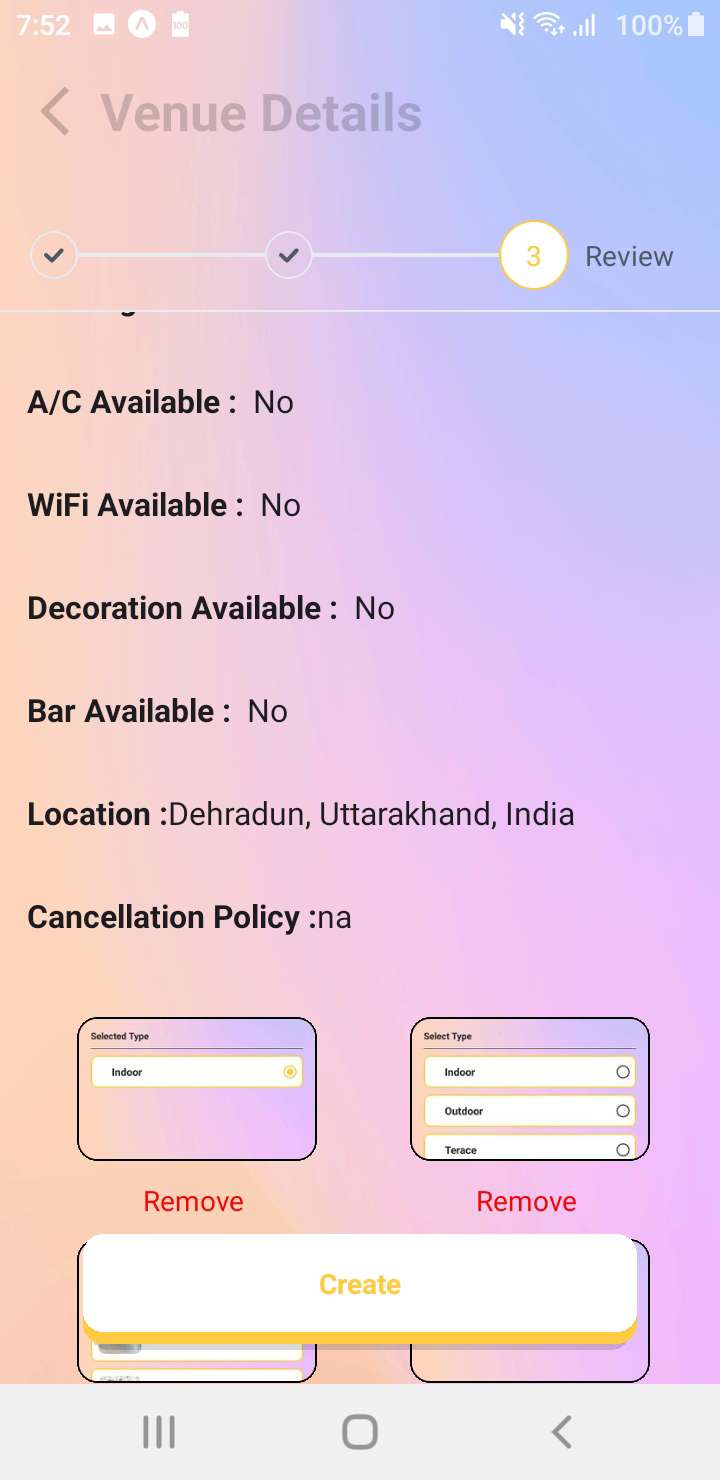 7:52
100
100%
Venue Details
3
Review
A/C Available : No
WiFi Available : No
Decoration Available : No
Bar Available : No
Location :Dehradun, Uttarakhand, India
Cancellation Policy :na
Selected Type
Indoor
Select Type
Indoor
Outdoor
Terace
Remove
Remove
Create